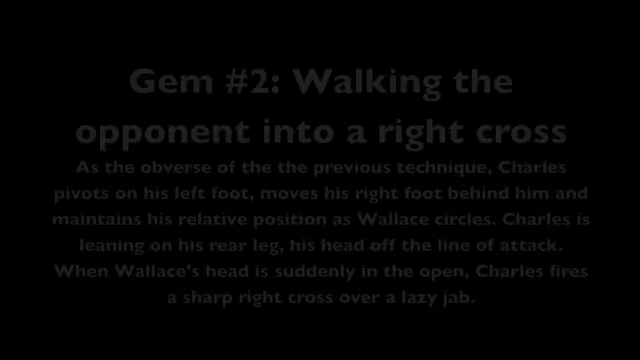 Gem #2: Walking the
opponent into a right cross
As the obverse of the the previous technique, Charles
pivots on his left foot, moves his right foot behind him and
maintains his relative position as Wallace circles. Charles is
leaning on his rear leg, his head off the line of attack.
When Wallace's head is suddenly in the open, Charles fires
a sharp right cross over a lazy jab.